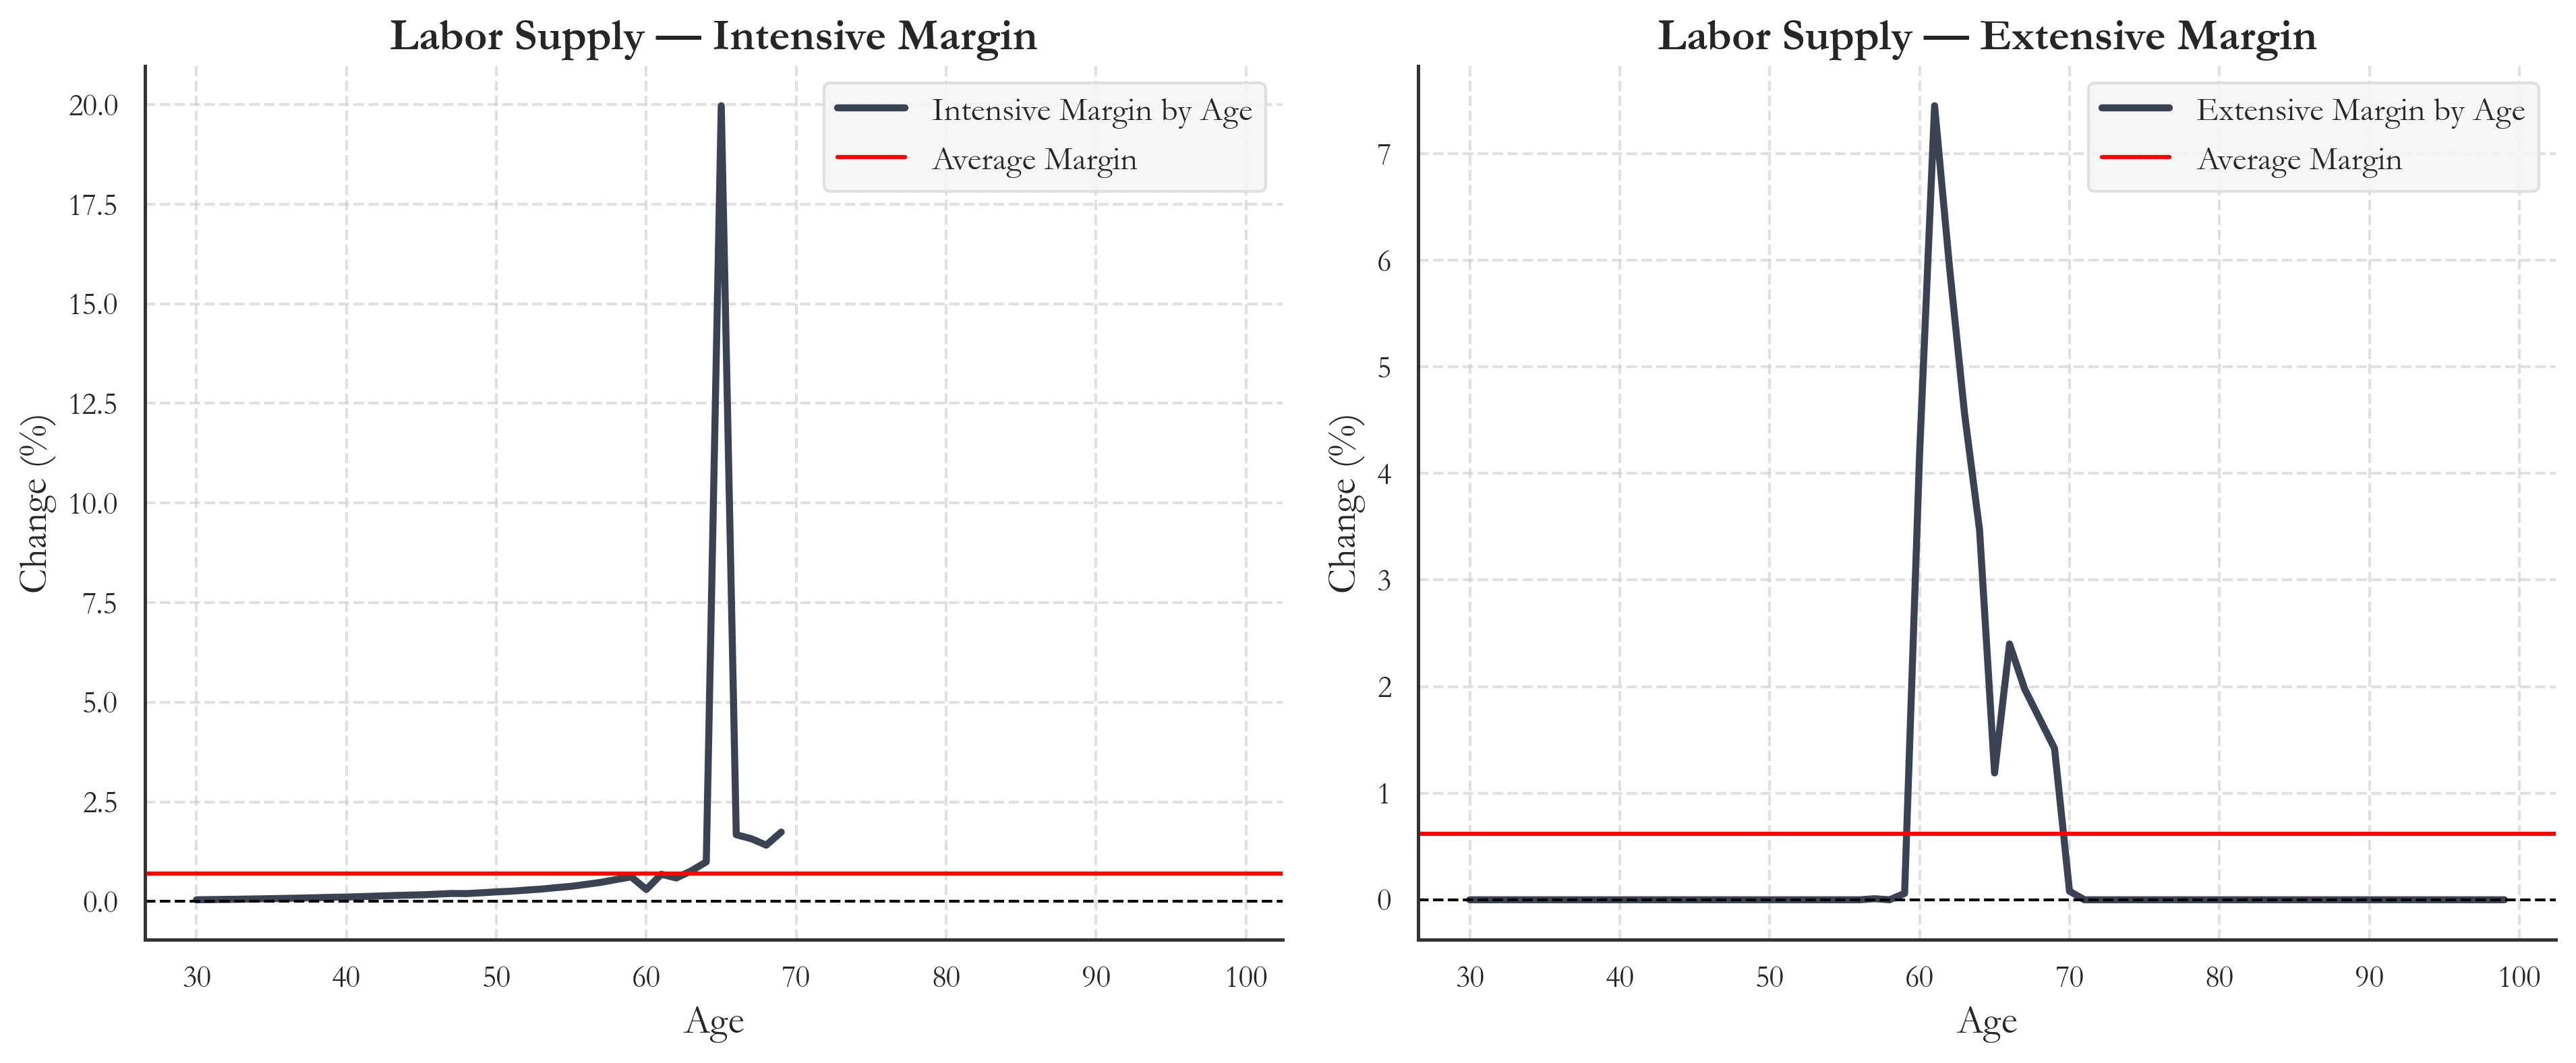 Labor Supply — Intensive Margin
20.0
17.5
15.0
12.5
10.0
7.5
5.0
2.5
0.0
Change (%)
Intensive Margin by Age
Average Margin
30 40 50 60 70 80 90 100
Age
Labor Supply — Extensive Margin
7
6
5
4
3
2
1
0
Change (%)
Extensive Margin by Age
Average Margin
30 40 50 60 70 80 90 100
Age